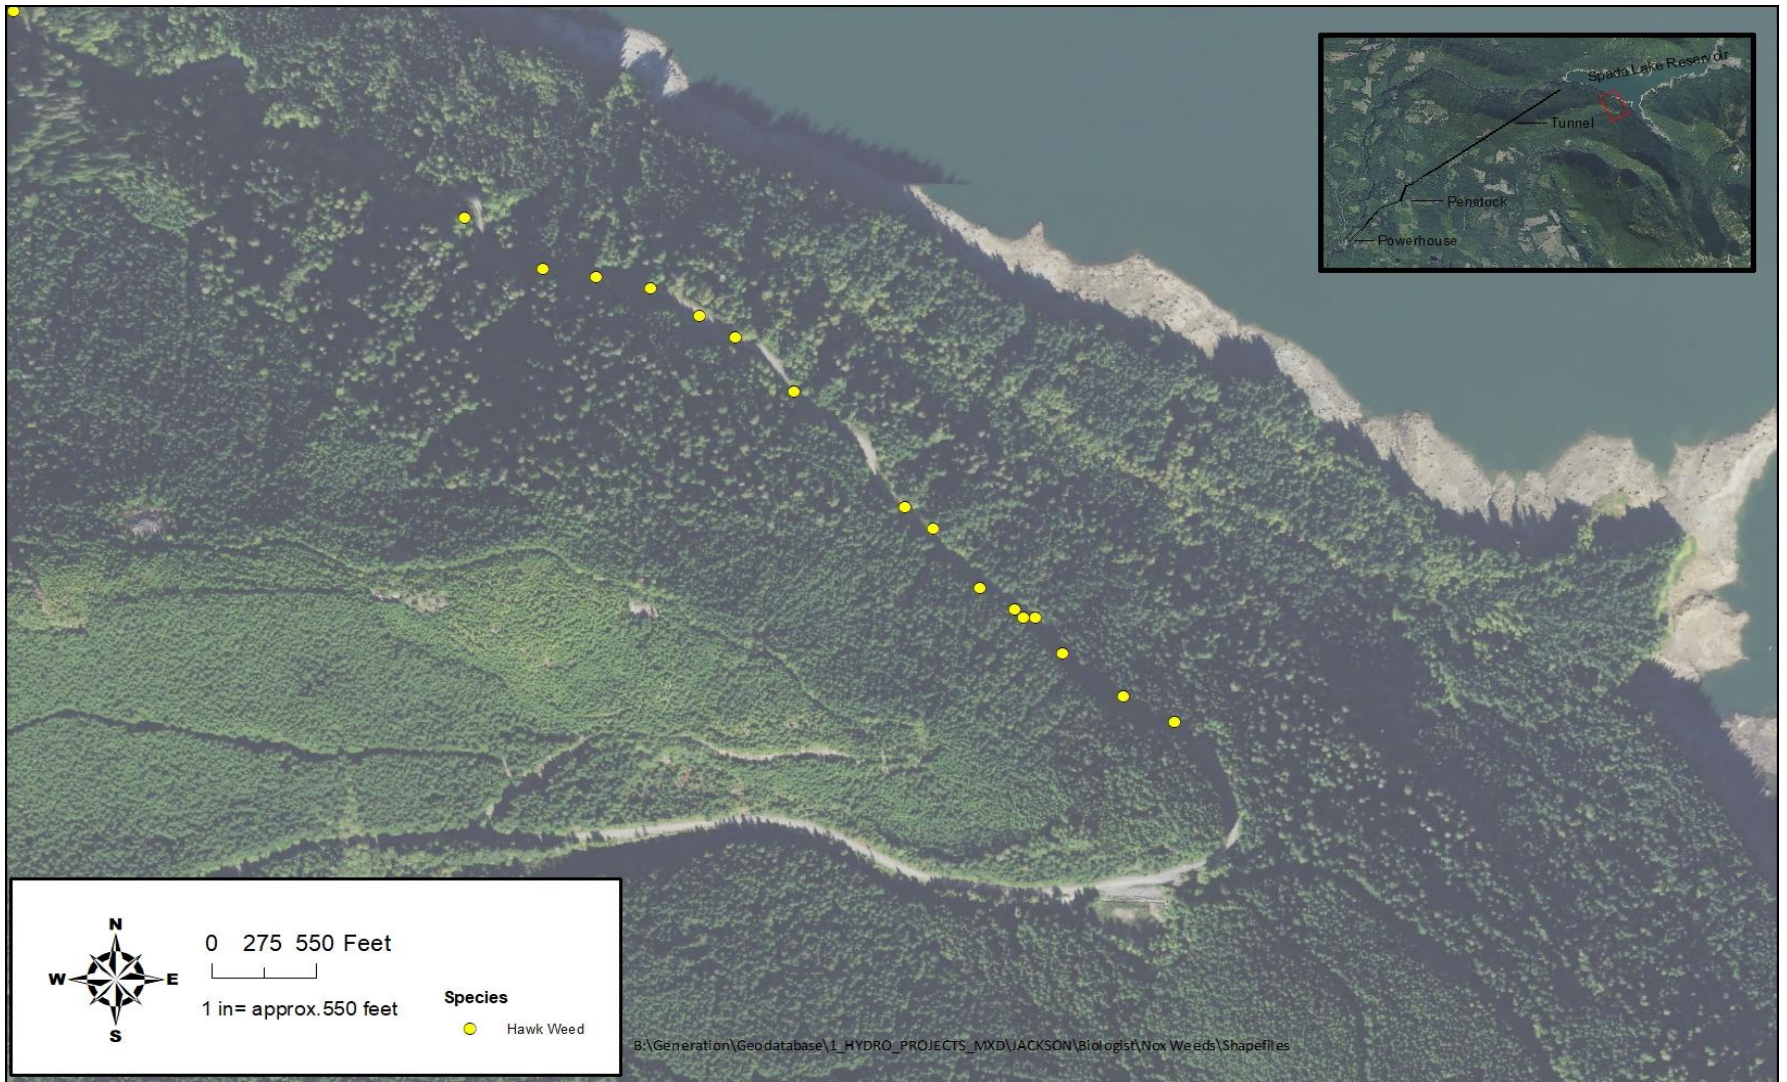 Spada Lake Reservoir
Tunnel
Penstock
Powerhouse
N
W E
S
0 275 550 Feet
1 in= approx.550 feet
Species
Hawk Weed
B:\Generation\Geodatabase\1_HYDRO_PROJECTS_MXD\JACKSON\Biologist\Nox Weeds\Shapefiles